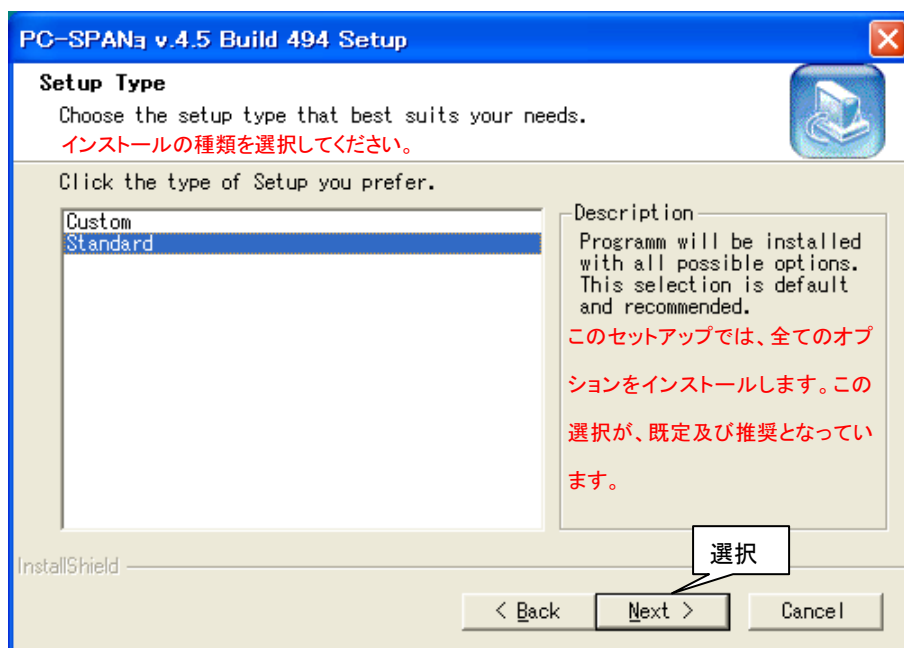 PC-SPANョ v.4.5 Build 494 Setup
Setup Type
Choose the setup type that best suits your needs.
インストールの種類を選択してください。
Click the type of Setup you prefer.
Custom
Standard
Description
Programm will be installed
with all possible options.
This selection is default
and recommended.
このセットアップでは、全てのオプ
ションをインストールします。この
選択が、既定及び推奨となってい
ます。
選択
InstallShield
< Back
Next >
Cancel